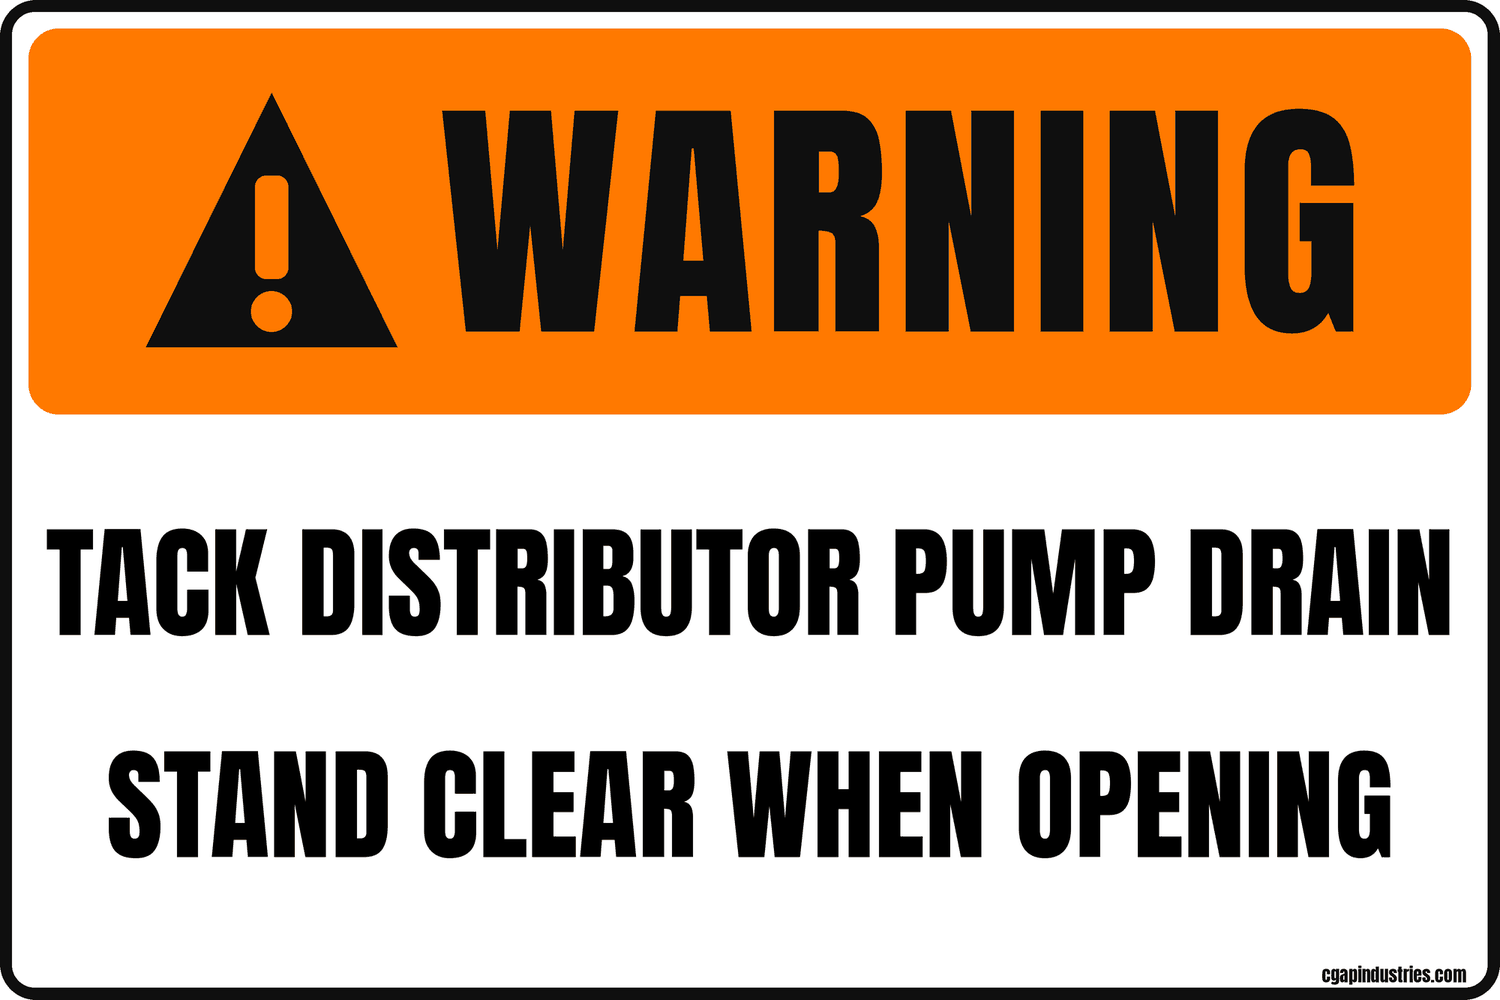 WARNING
TACK DISTRIBUTOR PUMP DRAIN
STAND CLEAR WHEN OPENING
cgapindustries.com